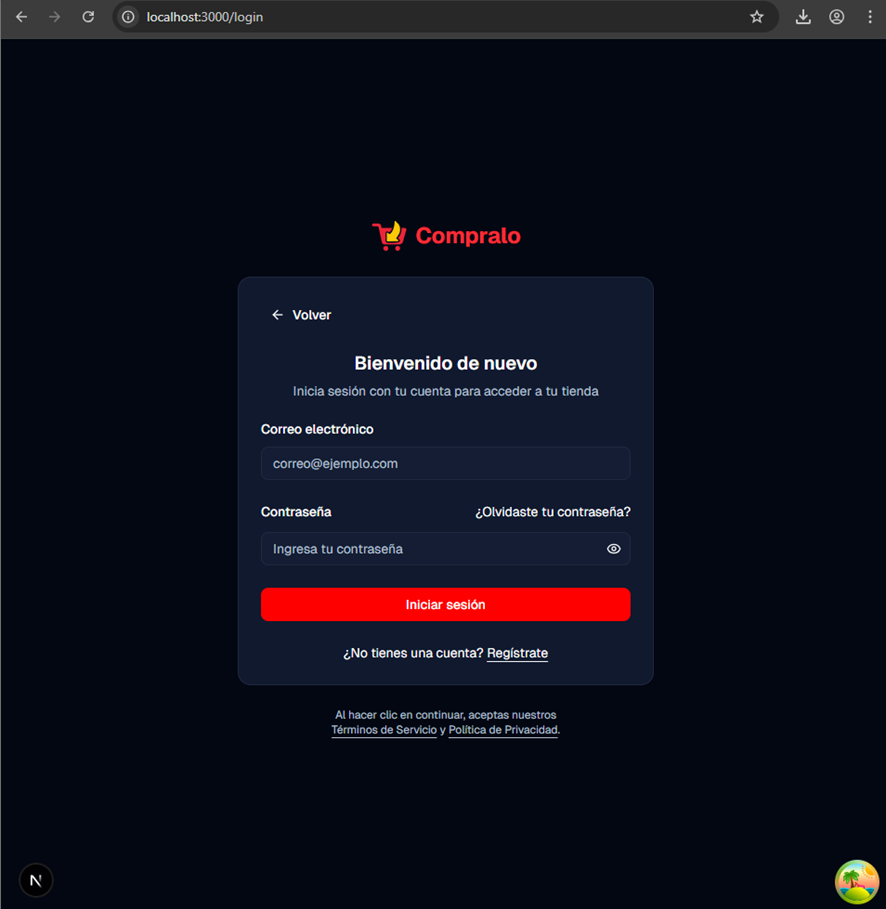 localhost:3000/login
Compralo
Volver
Bienvenido de nuevo
Inicia sesión con tu cuenta para acceder a tu tienda
Correo electrónico
correo@ejemplo.com
Contraseña
¿Olvidaste tu contraseña?
Ingresa tu contraseña
Iniciar sesión
¿No tienes una cuenta? Regístrate
Al hacer clic en continuar, aceptas nuestros
Términos de Servicio y Política de Privacidad.
N